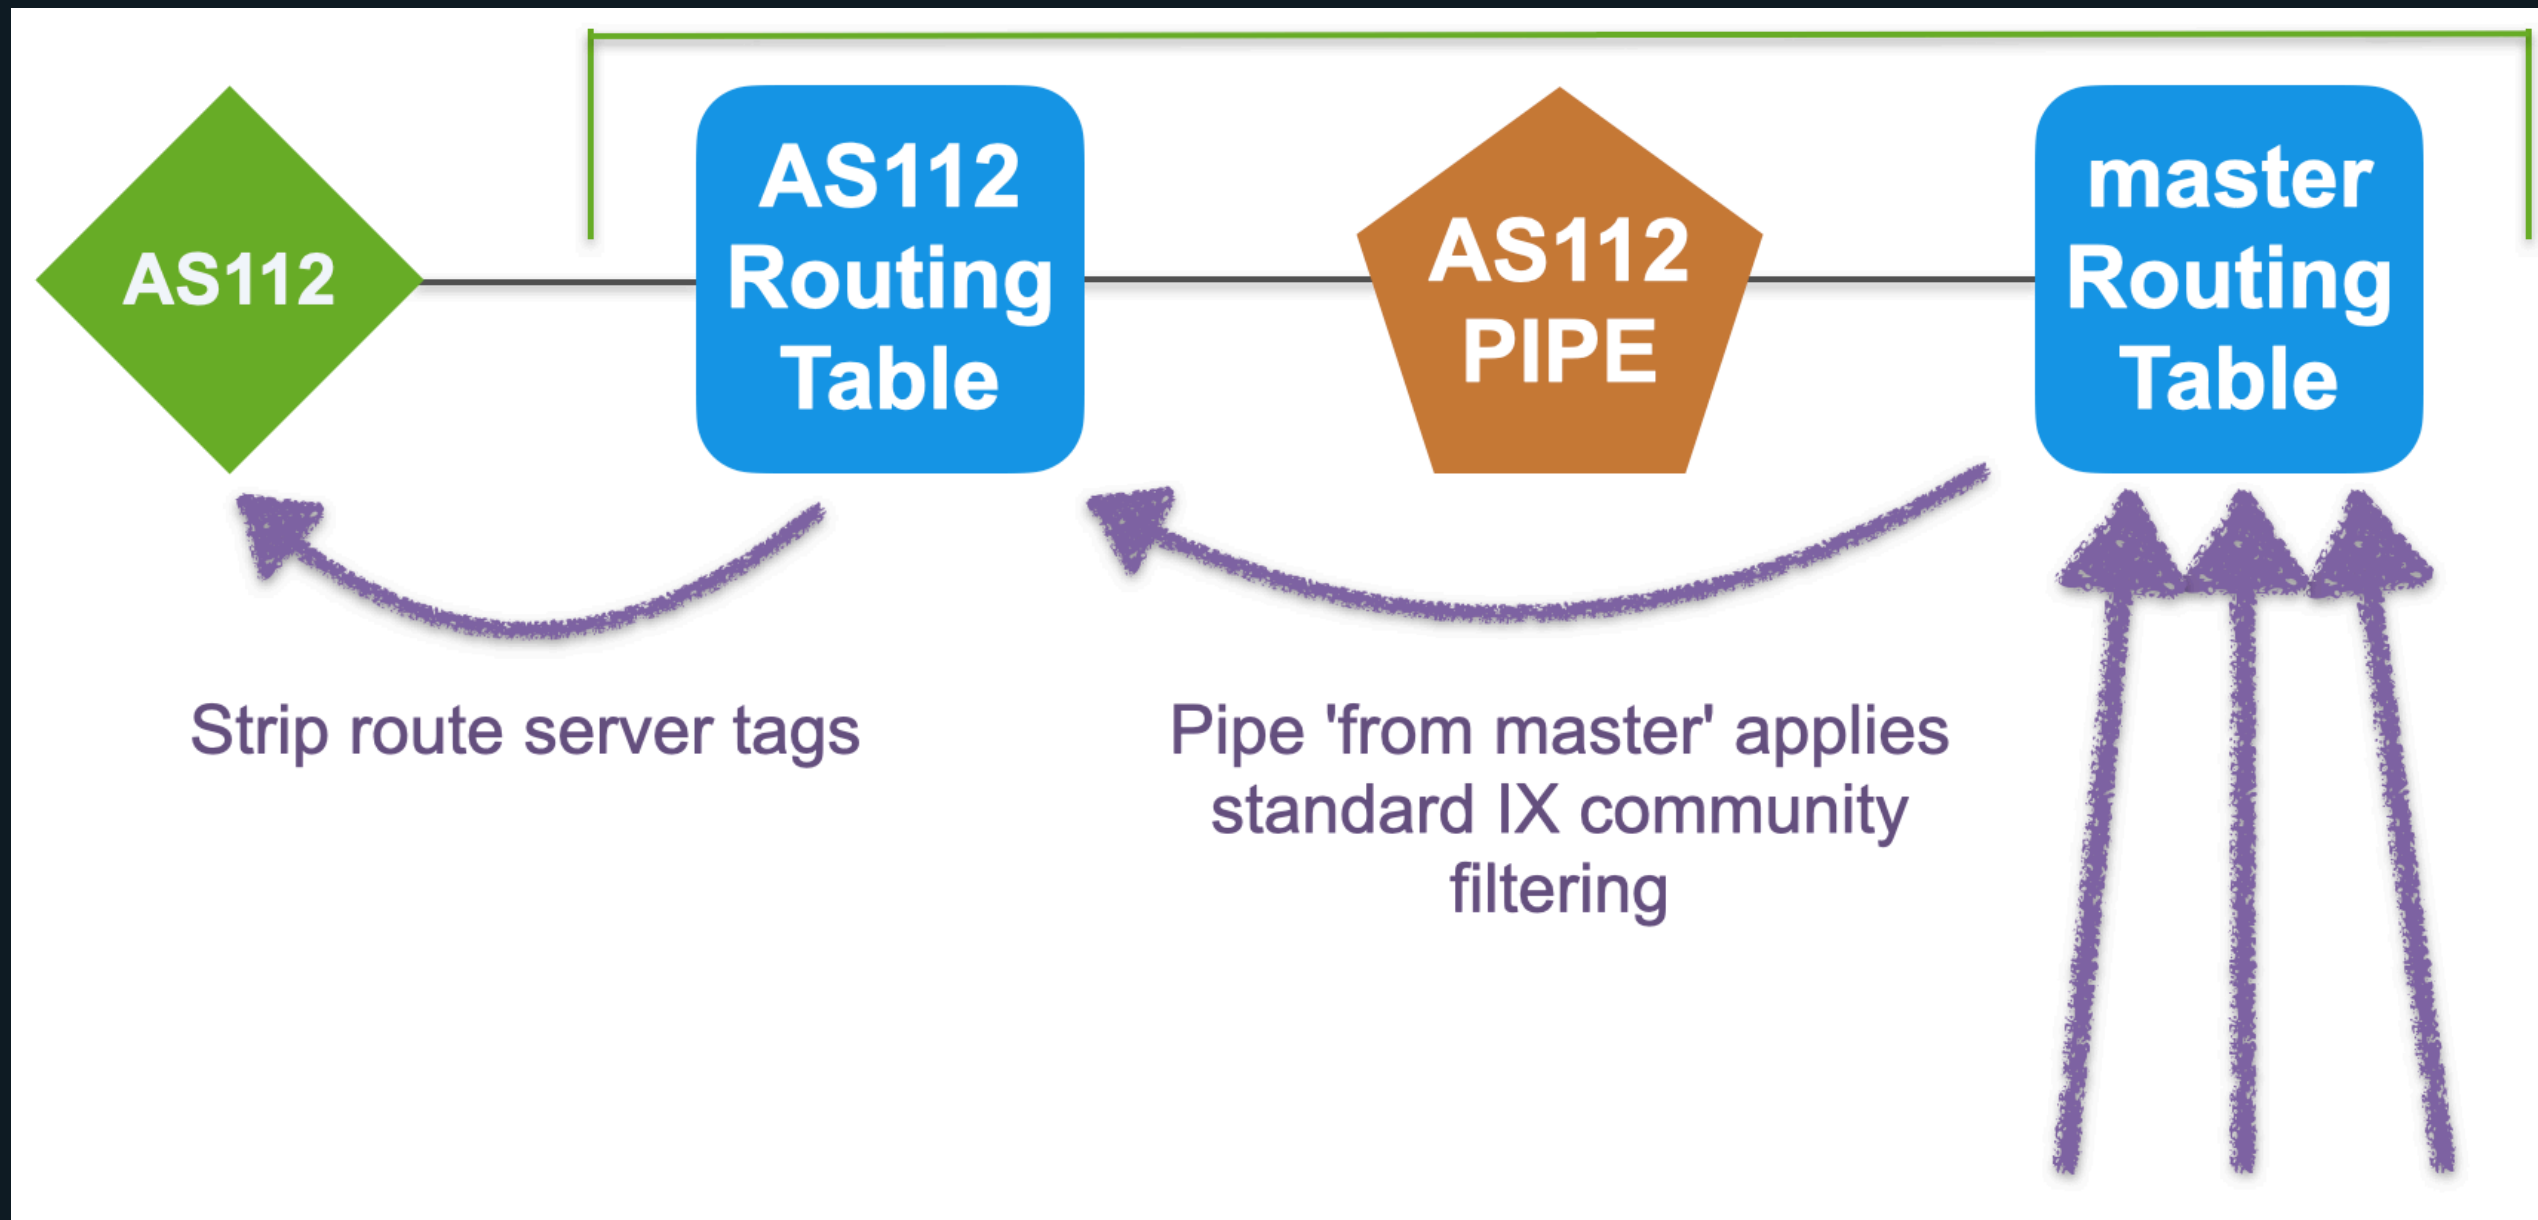 AS112
AS112
Routing
Table
AS112
PIPE
master
Routing
Table
Strip route server tags
Pipe 'from master' applies
standard IX community
filtering